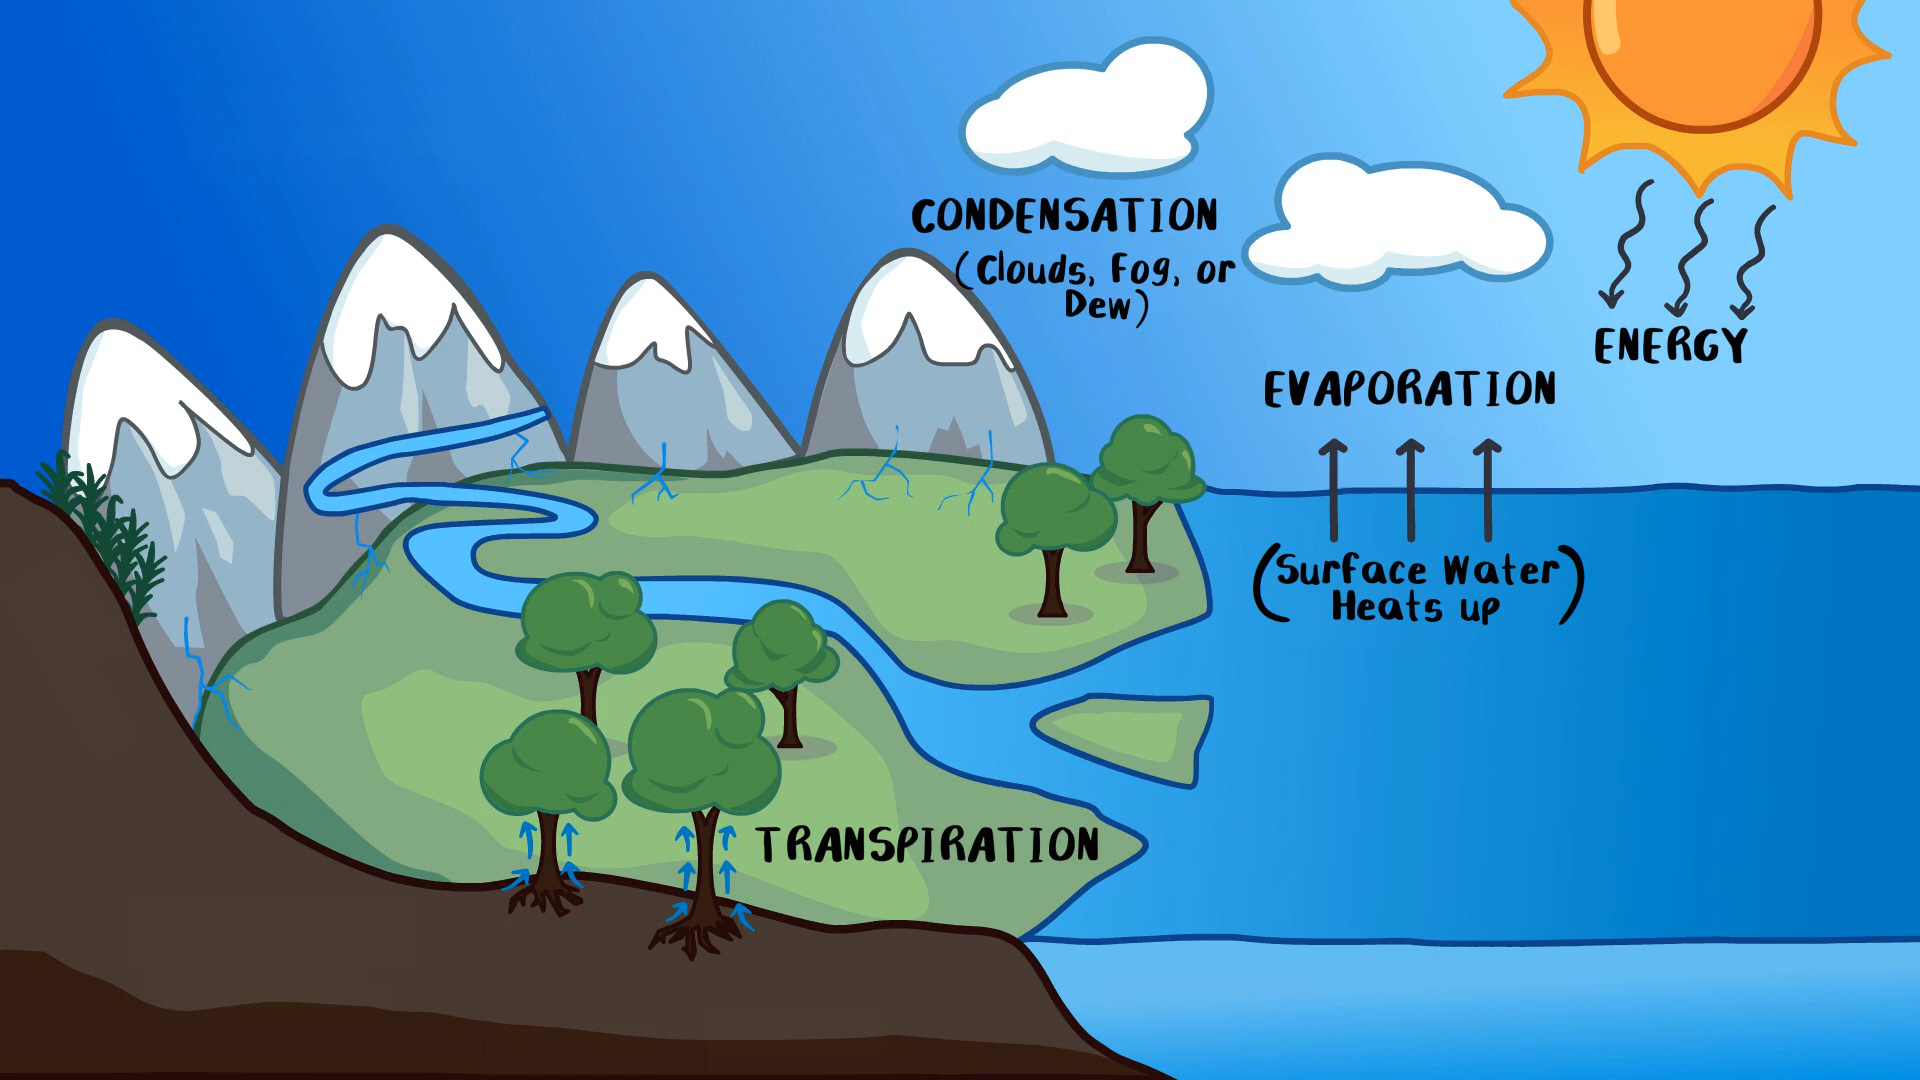 CONDENSATION
(Clouds, Fog, or
Dew)
ENERGY
EVAPORATION
(Surface Water
Heats up)
TRANSPIRATION